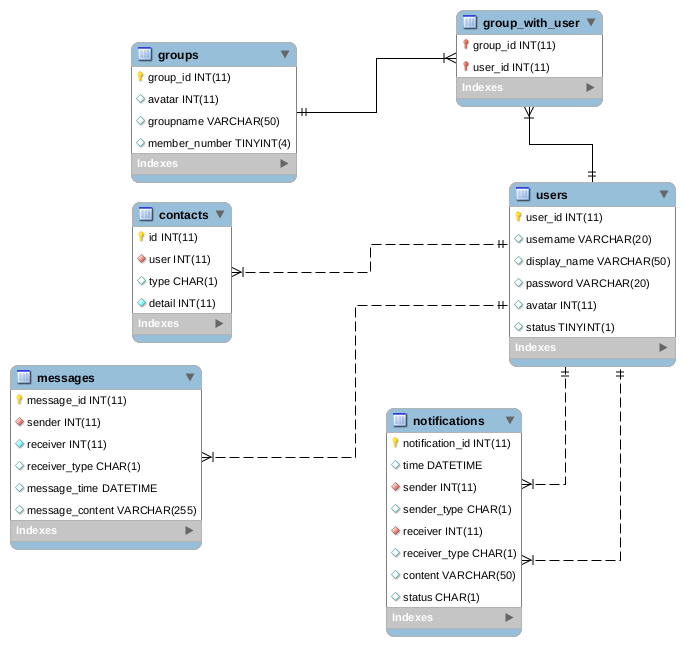 groups
group_id INT(11)
avatar INT(11)
groupname VARCHAR(50)
member_number TINYINT(4)
Indexes
group_with_user
group_id INT(11)
user_id INT(11)
Indexes
contacts
id INT(11)
user INT(11)
type CHAR(1)
detail INT(11)
Indexes
users
user_id INT(11)
username VARCHAR(20)
display_name VARCHAR(50)
password VARCHAR(20)
avatar INT(11)
status TINYINT(1)
Indexes
messages
message_id INT(11)
sender INT(11)
receiver INT(11)
receiver_type CHAR(1)
message_time DATETIME
message_content VARCHAR(255)
Indexes
notifications
notification_id INT(11)
time DATETIME
sender INT(11)
sender_type CHAR(1)
receiver INT(11)
receiver_type CHAR(1)
content VARCHAR(50)
status CHAR(1)
Indexes